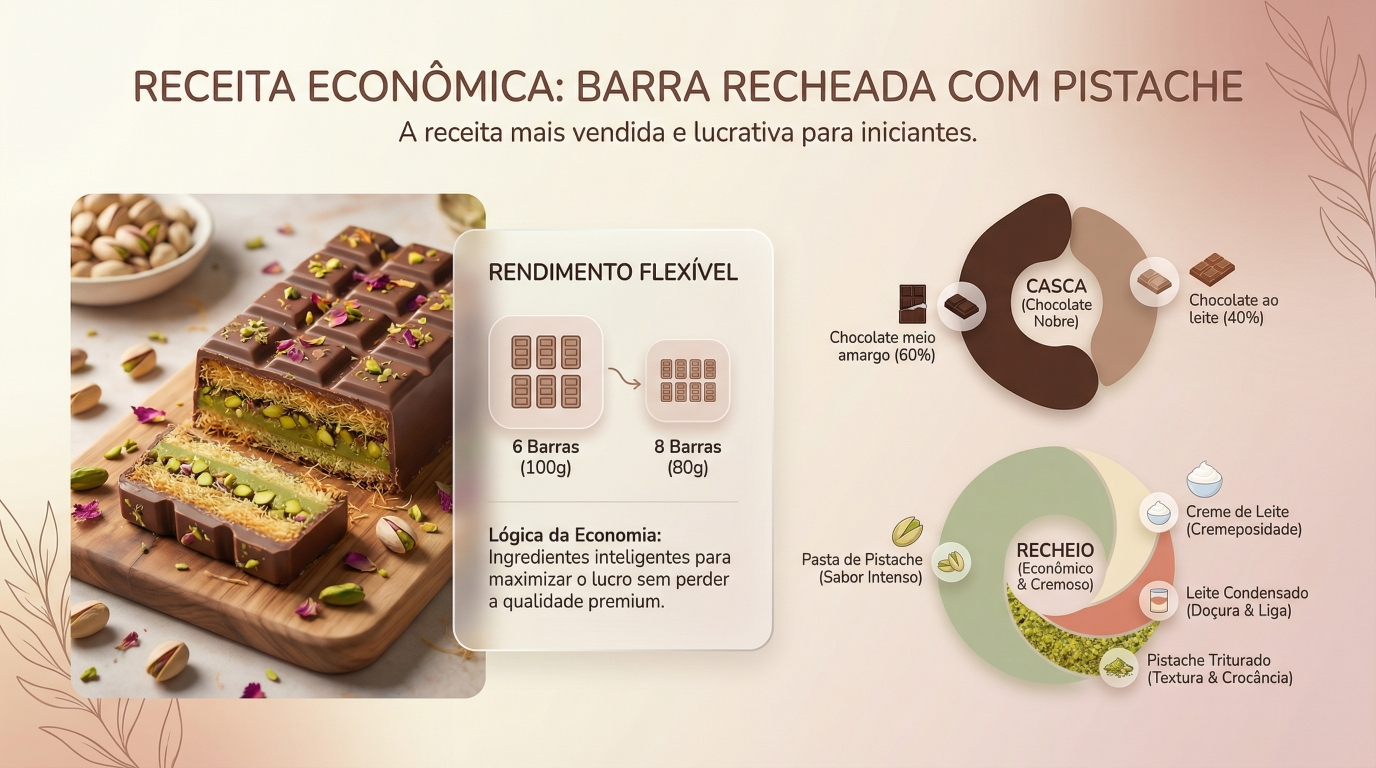 RECEITA ECONÔMICA: BARRA RECHEADA COM PISTACHE
A receita mais vendida e lucrativa para iniciantes.
RENDIMENTO FLEXÍVEL
6 Barras
(100g)
8 Barras
(80g)
Lógica da Economia:
Ingredientes inteligentes para
maximizar o lucro sem perder
a qualidade premium.
CASCA
(Chocolate
Nobre)
Chocolate meio
amargo (60%)
Chocolate ao
leite (40%)
RECHEIO
(Econômico
& Cremoso)
Pasta de Pistache
(Sabor Intenso)
Creme de Leite
(Cremeposidade)
Leite Condensado
(Doçura & Liga)
Pistache Triturado
(Textura & Crocância)